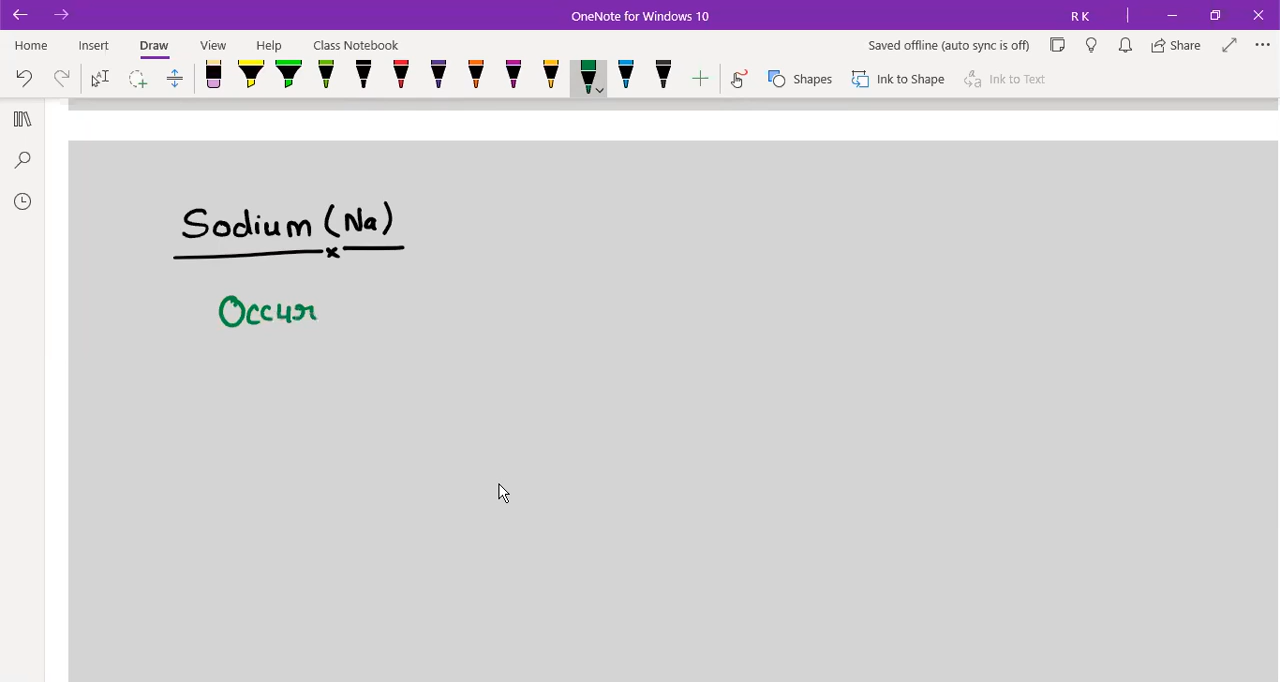 OneNote for Windows 10
R K
Home Insert Draw View Help Class Notebook
Saved offline (auto sync is off) Share
Shapes Ink to Shape Ink to Text
Sodium (Na)
x
Occur